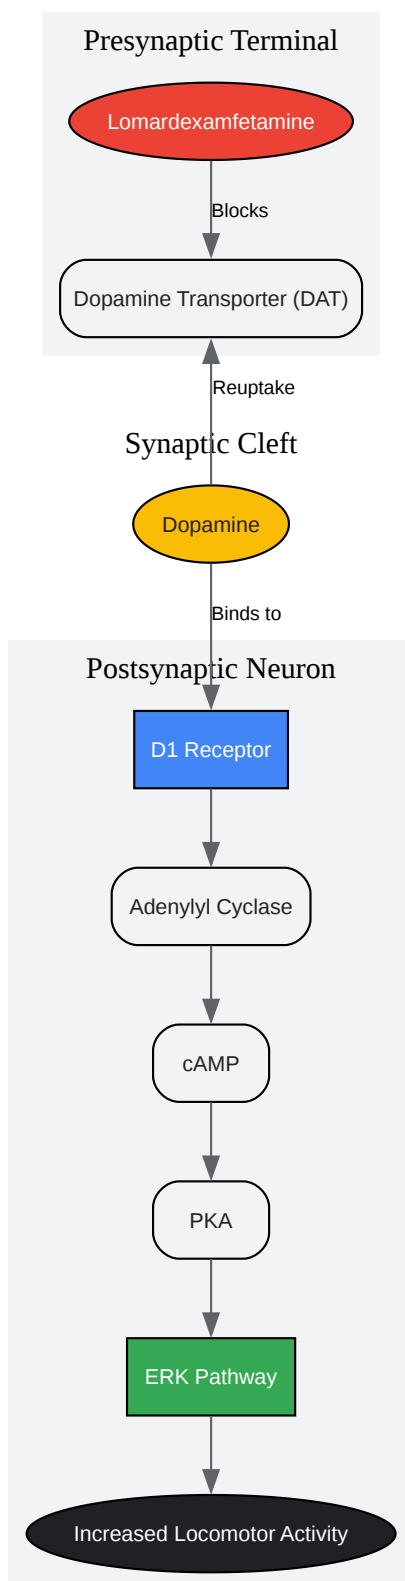 Presynaptic Terminal
Lomardexamfetamine
Blocks
Dopamine Transporter (DAT)
Reuptake
Synaptic Cleft
Dopamine
Binds to
Postsynaptic Neuron
D1 Receptor
Adenylyl Cyclase
cAMP
PKA
ERK Pathway
Increased Locomotor Activity